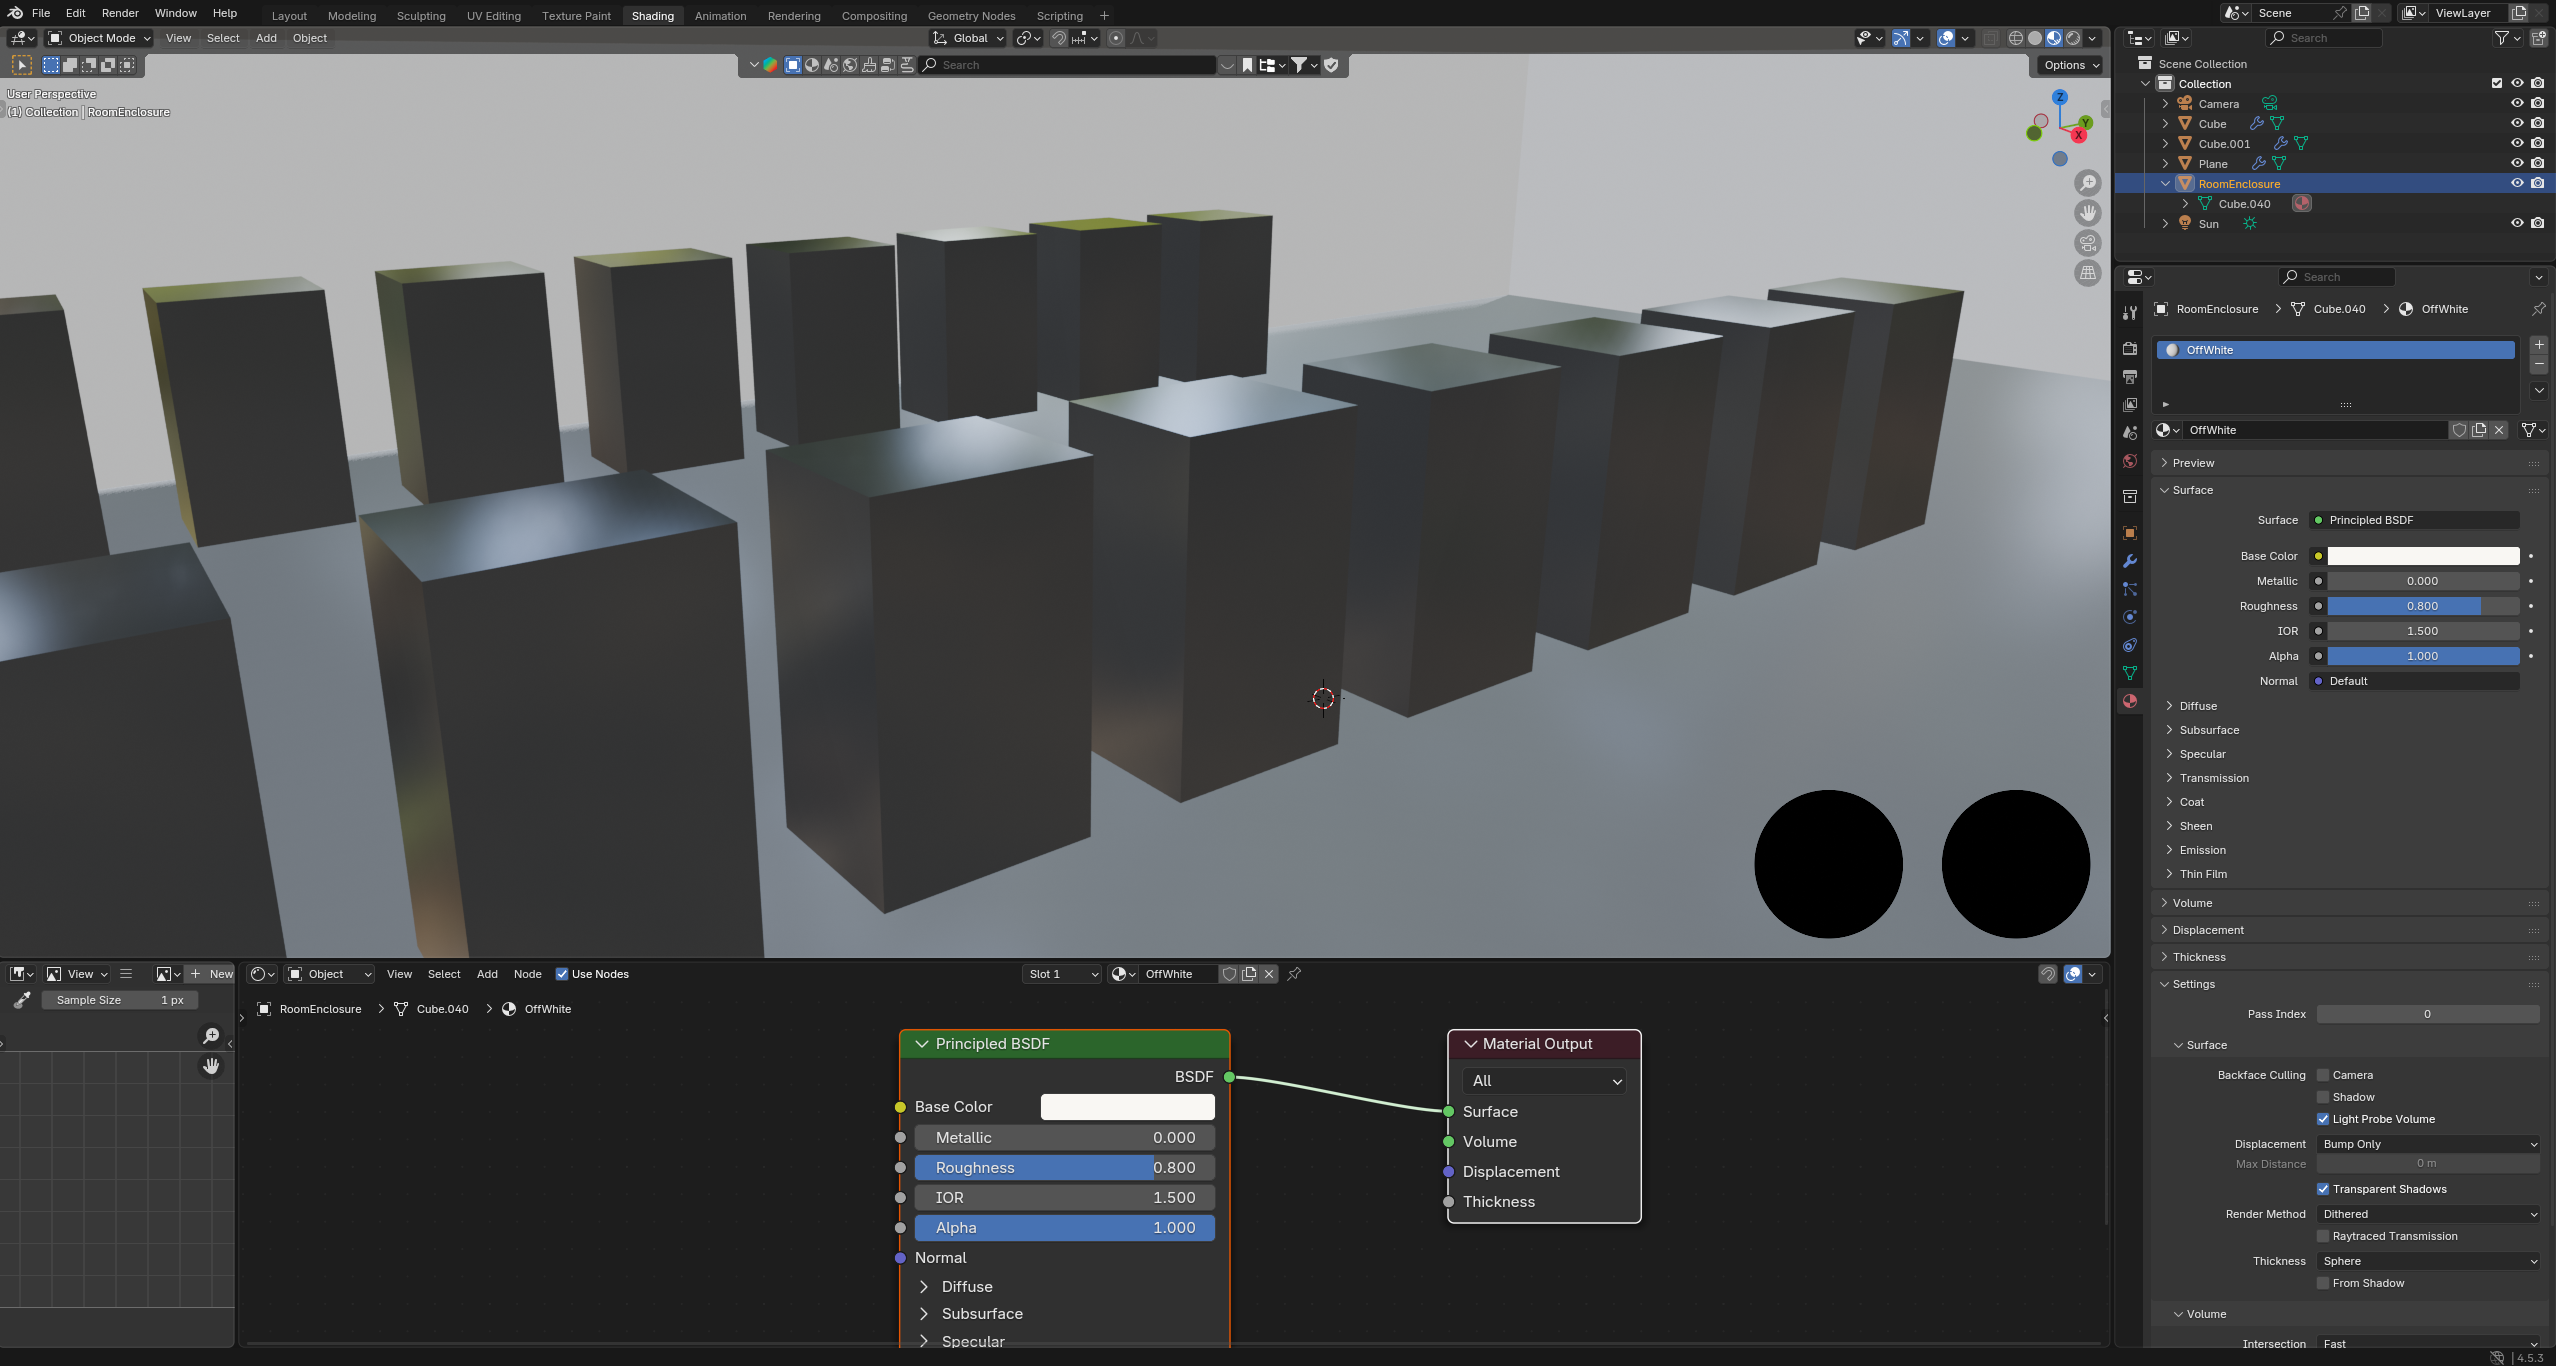 File Edit Render Window Help Layout Modeling Sculpting UV Editing Texture Paint Shading Animation Rendering Compositing Geometry Nodes Scripting + Scene ViewLayer
Object Mode View Select Add Object Global Search
Search Options
User Perspective
(1) Collection | RoomEnclosure
Z
Y
X
Scene Collection
Collection
Camera
Cube
Cube.001
Plane
RoomEnclosure
Cube.040
Sun
Search
RoomEnclosure > Cube.040 > OffWhite
OffWhite
OffWhite
Preview
Surface
Surface Principled BSDF
Base Color
Metallic 0.000
Roughness 0.800
IOR 1.500
Alpha 1.000
Normal Default
Diffuse
Subsurface
Specular
Transmission
Coat
Sheen
Emission
Thin Film
Volume
Displacement
Thickness
Settings
Pass Index 0
Surface
Backface Culling Camera
Shadow
Light Probe Volume
Displacement Bump Only
Max Distance 0 m
Transparent Shadows
Render Method Dithered
Raytraced Transmission
Thickness Sphere
From Shadow
Volume
Intersection Fast
View + New
Sample Size 1 px
Object View Select Add Node Use Nodes Slot 1 OffWhite
RoomEnclosure > Cube.040 > OffWhite
Principled BSDF
BSDF
Base Color
Metallic 0.000
Roughness 0.800
IOR 1.500
Alpha 1.000
Normal
Diffuse
Subsurface
Specular
Material Output
All
Surface
Volume
Displacement
Thickness
4.5.3